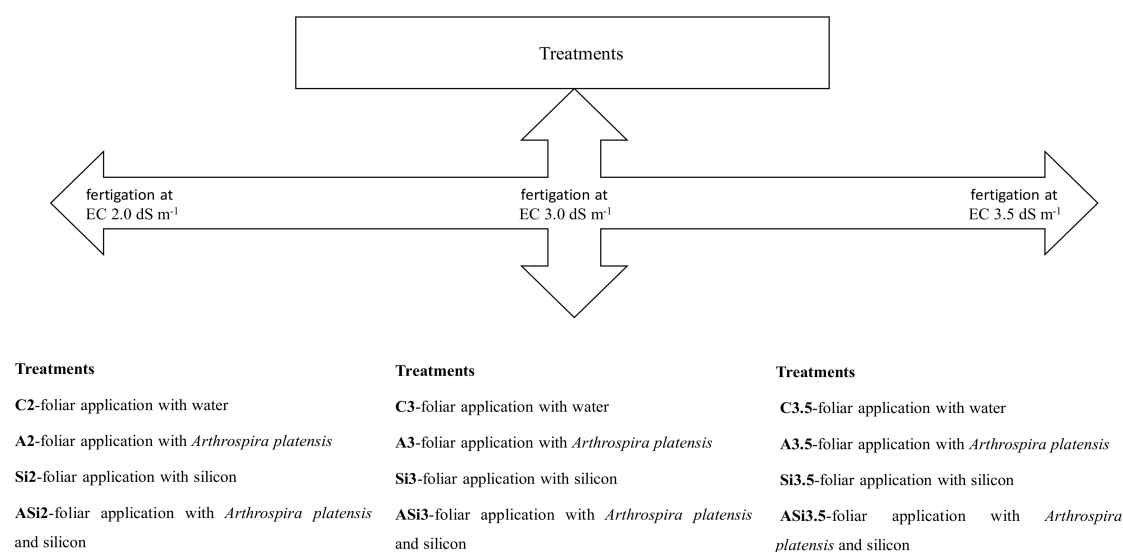 Treatments
fertigation at
EC 2.0 dS m-1
fertigation at
EC 3.0 dS m-1
fertigation at
EC 3.5 dS m-1
Treatments
C2-foliar application with water
A2-foliar application with Arthrospira platensis
Si2-foliar application with silicon
ASi2-foliar application with Arthrospira platensis
and silicon
Treatments
C3-foliar application with water
A3-foliar application with Arthrospira platensis
Si3-foliar application with silicon
ASi3-foliar application with Arthrospira platensis
and silicon
Treatments
C3.5-foliar application with water
A3.5-foliar application with Arthrospira platensis
Si3.5-foliar application with silicon
ASi3.5-foliar application with Arthrospira
platensis and silicon